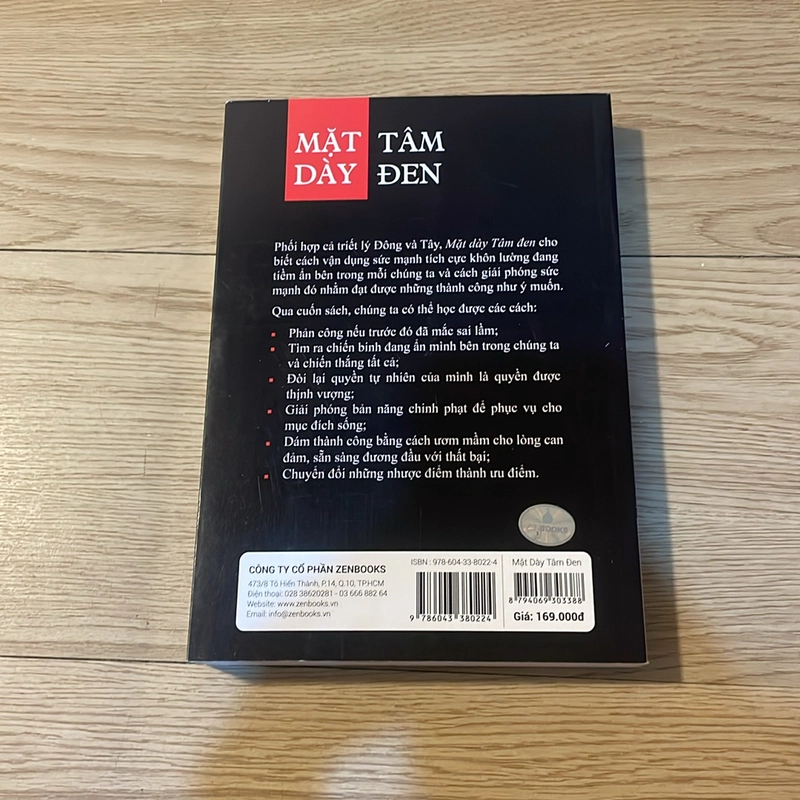 MẶT TÂM
DÀY ĐEN
Phối hợp cả triết lý Đông và Tây, Mặt dày Tâm đen cho
biết cách vận dụng sức mạnh tích cực khôn lường đang
tiềm ẩn bên trong mỗi chúng ta và cách giải phóng sức
mạnh đó nhằm đạt được những thành công như ý muốn.
Qua cuốn sách, chúng ta có thể học được các cách:
▪ Phản công nếu trước đó đã mắc sai lầm;
▪ Tìm ra chiến binh đang ẩn mình bên trong chúng ta
và chiến thắng tất cả;
▪ Đòi lại quyền tự nhiên của mình là quyền được
thịnh vượng;
▪ Giải phóng bản năng chinh phạt để phục vụ cho
mục đích sống;
▪ Dám thành công bằng cách ươm mầm cho lòng can
đảm, sẵn sàng đương đầu với thất bại;
▪ Chuyển đổi những nhược điểm thành ưu điểm.
BOOKS
CÔNG TY CỔ PHẦN ZENBOOKS
473/8 Tô Hiến Thành, P.14, Q.10, TP.HCM
Điện thoại: 028 38620281 - 03 666 882 64
Website: www.zenbooks.vn
Email: info@zenbooks.vn
ISBN : 978-604-33-8022-4
9 786043 380224
Mặt Dày Tâm Đen
8 794069 303388
Giá: 169.000đ